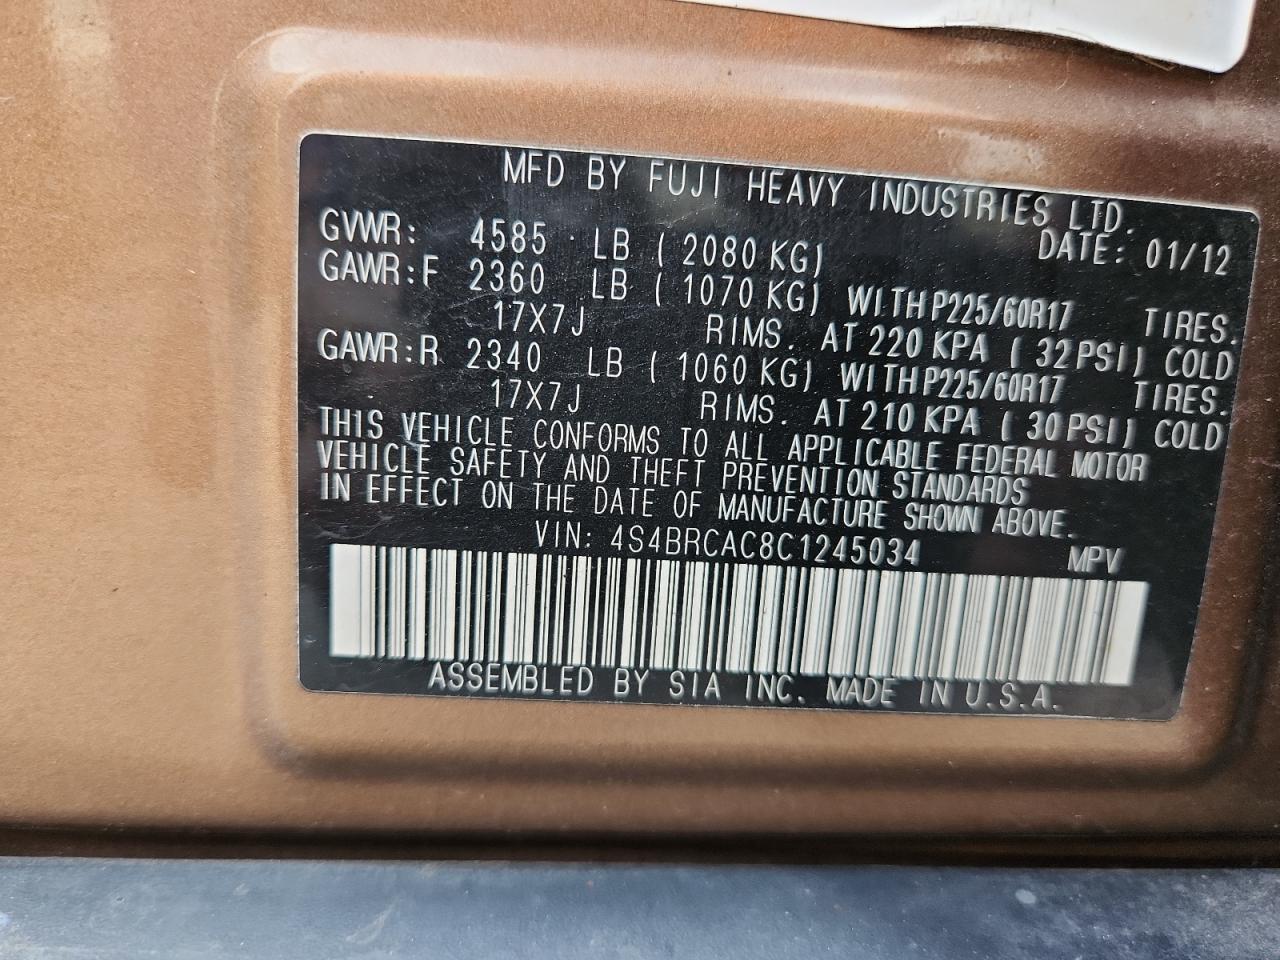 MFD BY FUJI HEAVY INDUSTRIES LTD.
DATE: 01/12
GVWR: 4585 LB ( 2080 KG)
GAWR:F 2360 LB ( 1070 KG) WITH P225/60R17 TIRES.
17X7J RIMS. AT 220 KPA ( 32 PSI) COLD
GAWR:R 2340 LB ( 1060 KG) WITH P225/60R17 TIRES.
17X7J RIMS. AT 210 KPA ( 30 PSI) COLD
THIS VEHICLE CONFORMS TO ALL APPLICABLE FEDERAL MOTOR
VEHICLE SAFETY AND THEFT PREVENTION STANDARDS
IN EFFECT ON THE DATE OF MANUFACTURE SHOWN ABOVE.
VIN: 4S4BRCAC8C1245034 MPV
ASSEMBLED BY SIA INC. MADE IN U.S.A.